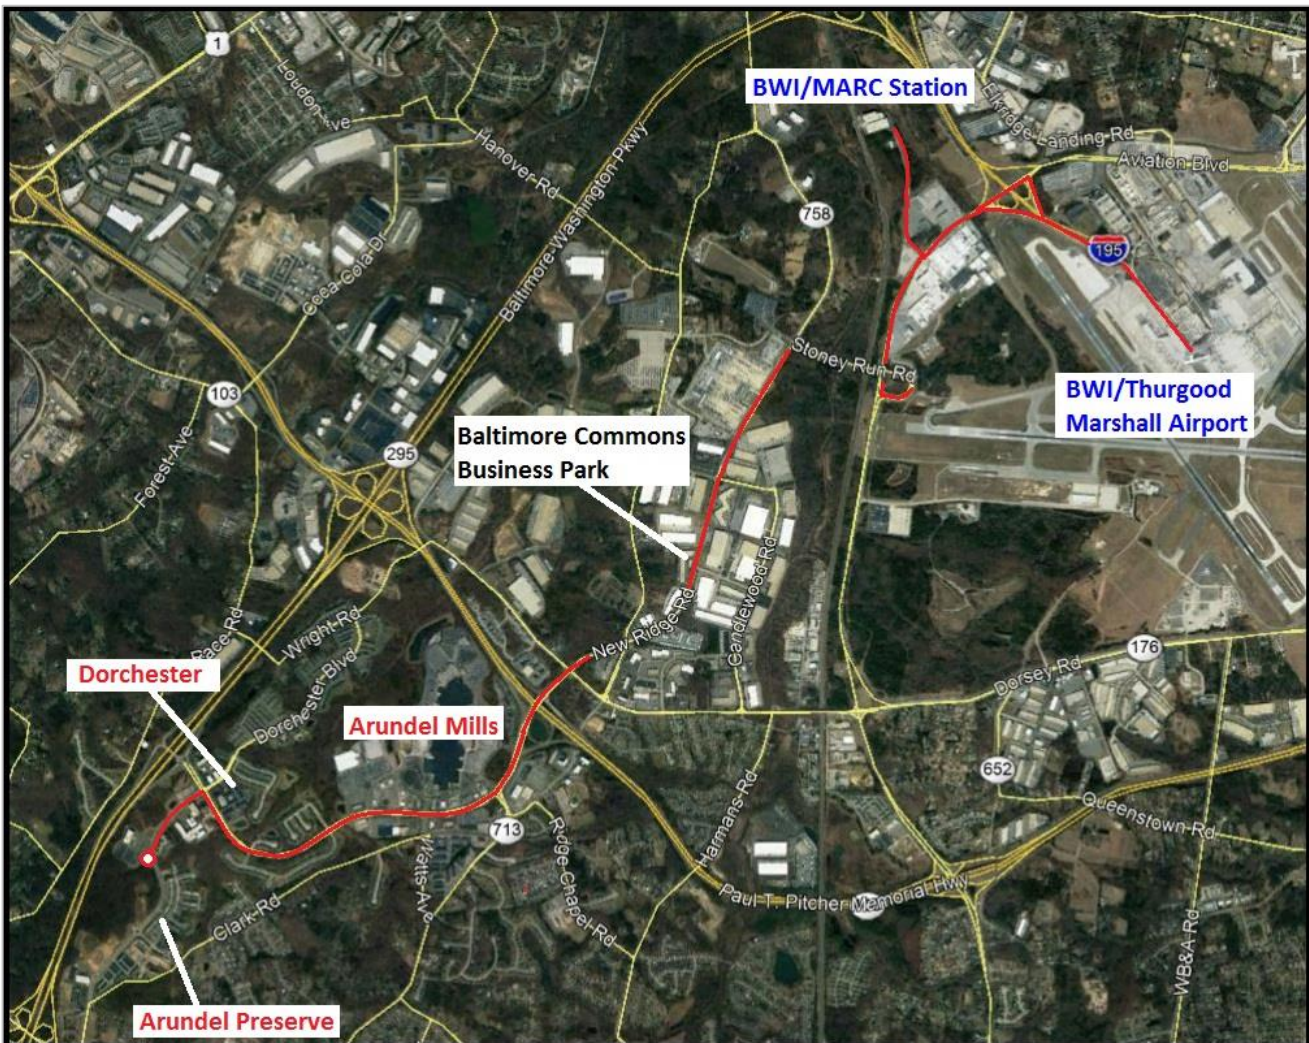 1
Loudon Ave
BWI/MARC Station
Elkridge Landing Rd
Aviation Blvd
Hanover Rd
Baltimore-Washington Pkwy
758
Coca Cola Dr
195
Stoney Run Rd
103
BWI/Thurgood
Marshall Airport
Baltimore Commons
Business Park
Forest Ave
295
Candlewood Rd
New Ridge Rd
Race Rd
Wright Rd
176
Dorsey Rd
Dorchester
Dorchester Blvd
Arundel Mills
652
Queenstown Rd
Harmans Rd
713
Ridge Chapel Rd
Watts Ave
Paul T. Pitcher Memorial Hwy
Clark Rd
WB&A Rd
Arundel Preserve